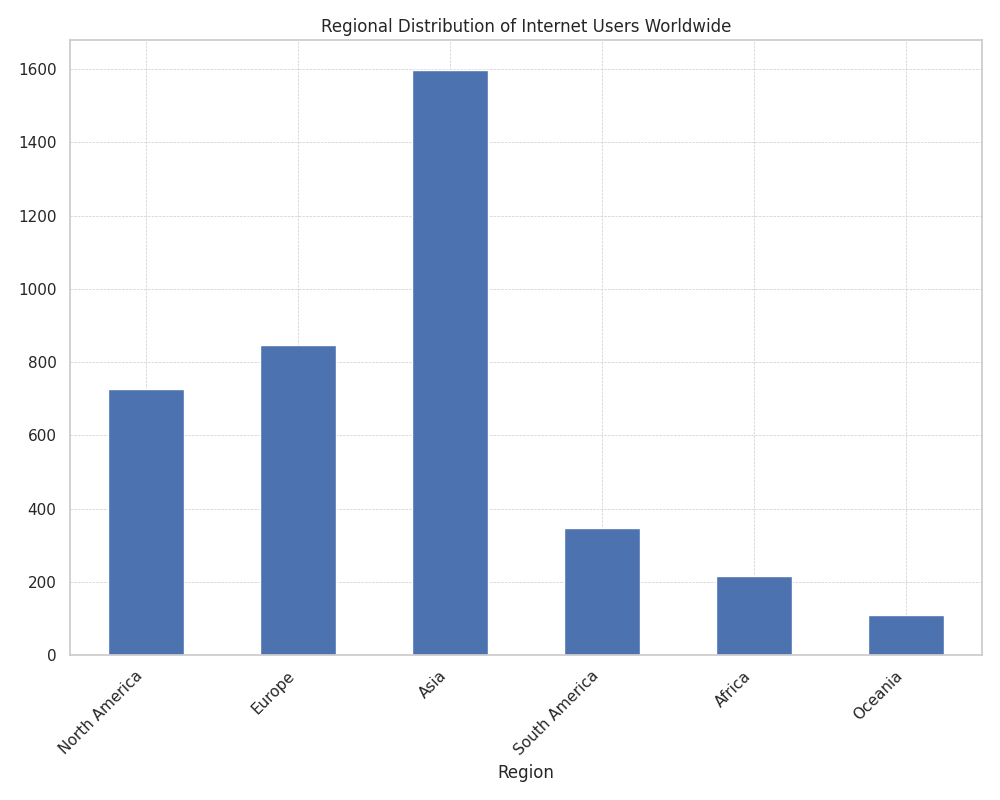 Regional Distribution of Internet Users Worldwide
1600
1400
1200
1000
800
600
400
200
0
North America
Europe
Asia
South America
Africa
Oceania
Region